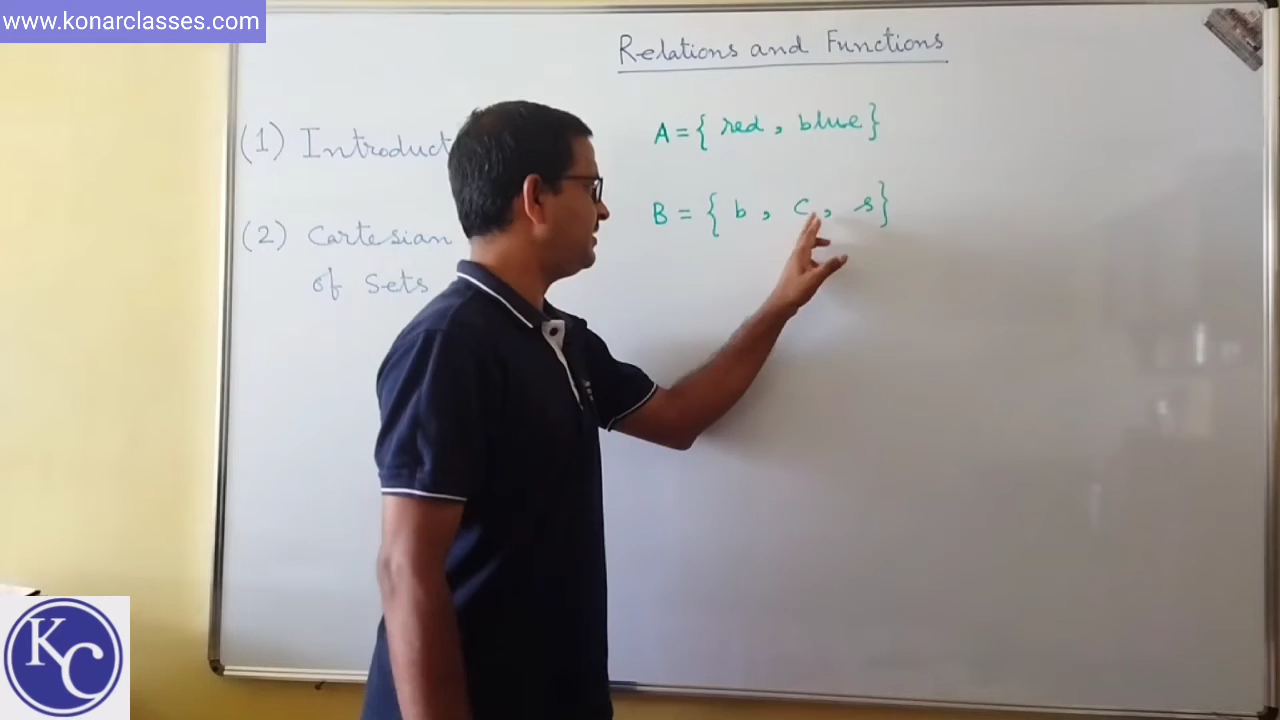 www.konarclasses.com
Relations and Functions
(1) Introduct
(2) Cartesian
of Sets
A = { red , blue }
B = { b , c , s }
KC